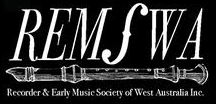 REMSWA
Recorder & Early Music Society of West Australia Inc.